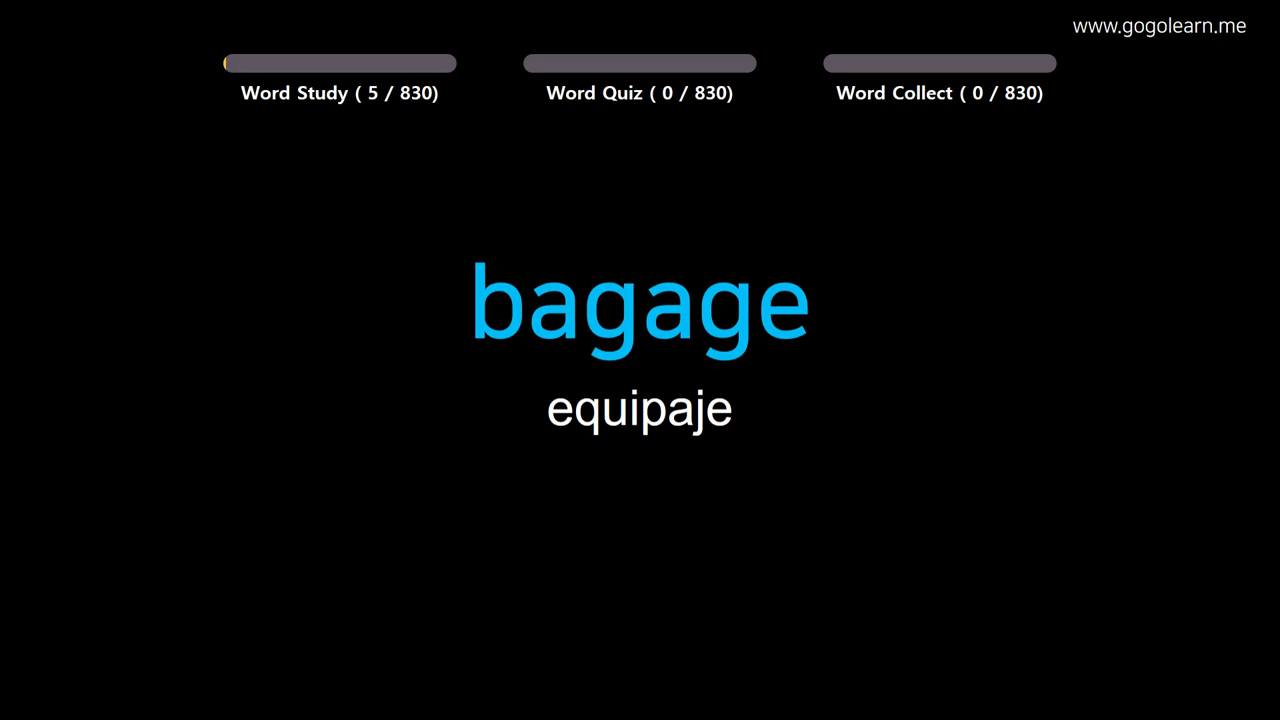 www.gogolearn.me
Word Study ( 5 / 830)
Word Quiz ( 0 / 830)
Word Collect ( 0 / 830)
bagage
equipaje